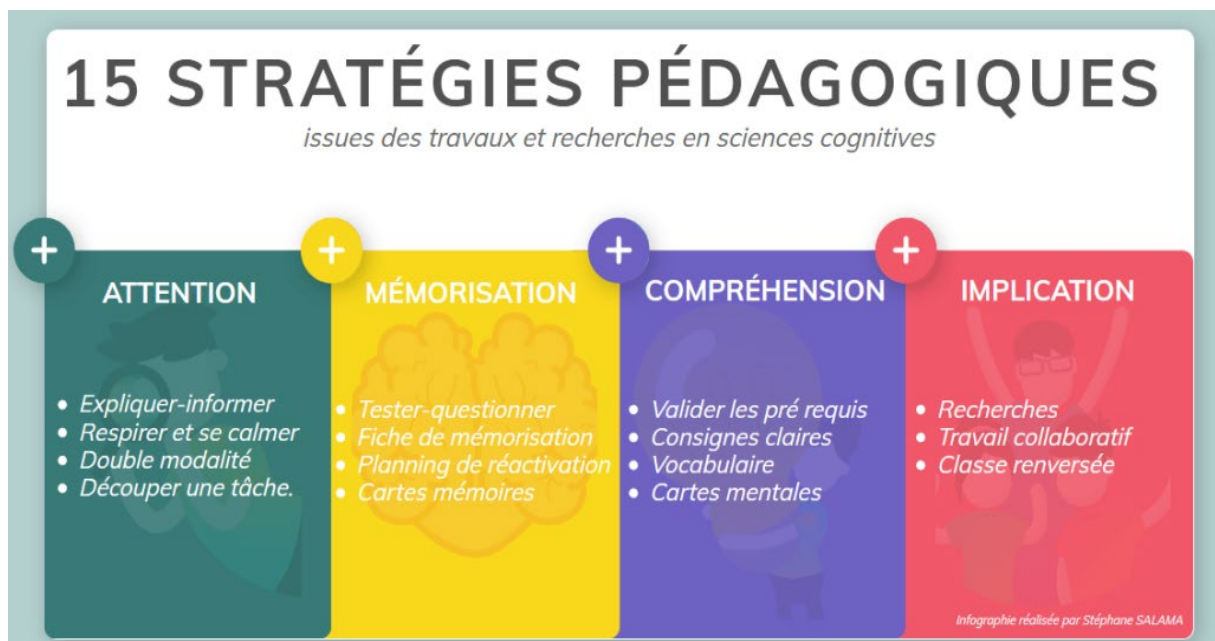 15 STRATÉGIES PÉDAGOGIQUES
issues des travaux et recherches en sciences cognitives
ATTENTION
• Expliquer-informer
• Respirer et se calmer
• Double modalité
• Découper une tâche.
MÉMORISATION
• Tester-questionner
• Fiche de mémorisation
• Planning de réactivation
• Cartes mémoires
COMPRÉHENSION
• Valider les pré requis
• Consignes claires
• Vocabulaire
• Cartes mentales
IMPLICATION
• Recherches
• Travail collaboratif
• Classe renversée
Infographie réalisée par Stéphane SALAMA